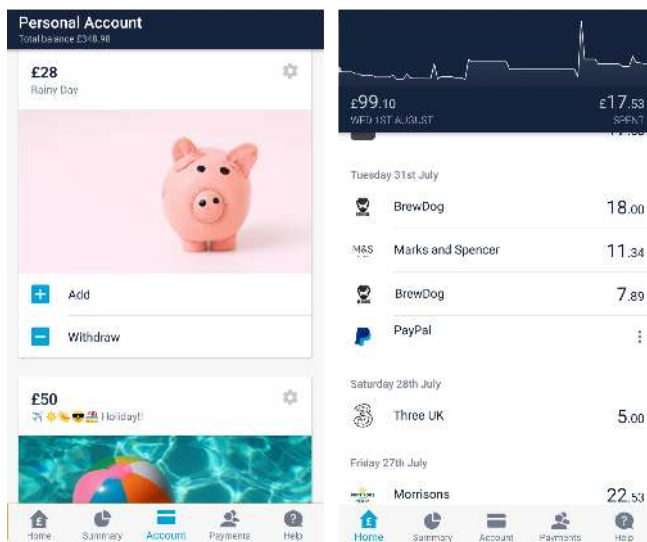 Personal Account
Total balance £348.98
£28
Rainy Day
Add
Withdraw
£50
✈☀👒😎🏖 Holiday!!
Home Summary Account Payments Help
£99.10 £17.53
WED 1ST AUGUST SPENT
Tuesday 31st July
BrewDog 18.00
M&S Marks and Spencer 11.34
BrewDog 7.89
PayPal
Saturday 28th July
3 Three UK 5.00
Friday 27th July
Morrisons 22.53
Home Summary Account Payments Help